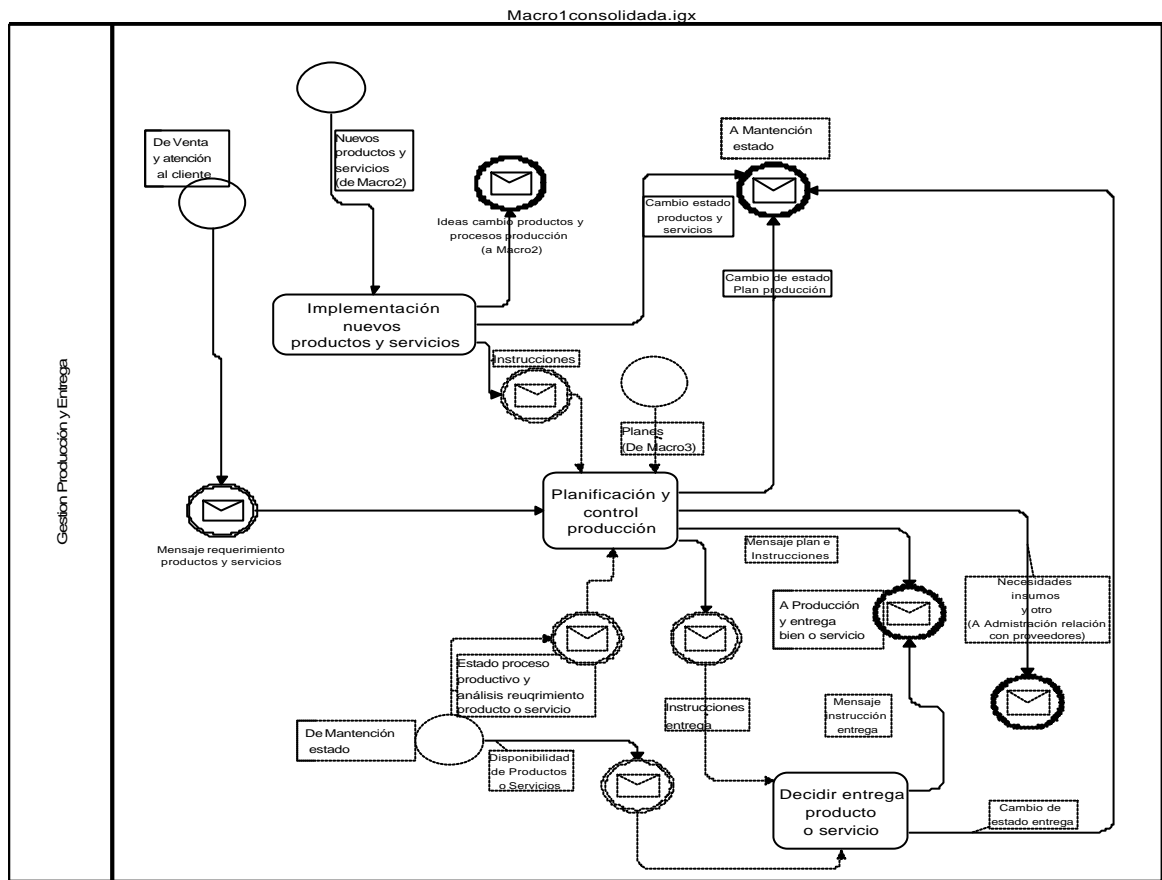 Macro1consolidada.igx
Gestion Producción y Entrega
De Venta
y atención
al cliente
Nuevos
productos y
servicios
(de Macro2)
Ideas cambio productos y
procesos producción
(a Macro2)
A Mantención
estado
Cambio estado
productos y
servicios
Cambio de estado
Plan producción
Implementación
nuevos
productos y servicios
Instrucciones
Planes
(De Macro3)
Planificación y
control
producción
Mensaje requerimiento
productos y servicios
Mensaje plan e
Instrucciones
Necesidades
insumos
y otro
(A Admistración relación
con proveedores)
A Producción
y entrega
bien o servicio
Estado proceso
productivo y
análisis reuqrimiento
producto o servicio
Instrucciones
entrega
Mensaje
instrucción
entrega
De Mantención
estado
Disponibilidad
de Productos
o Servicios
Decidir entrega
producto
o servicio
Cambio de
estado entrega